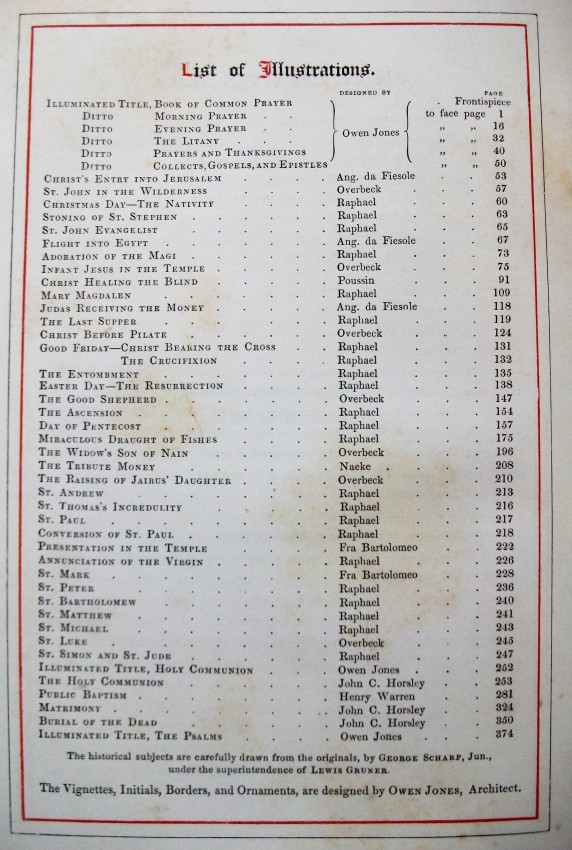 List of Illustrations.
DESIGNED BY PAGE
ILLUMINATED TITLE, BOOK OF COMMON PRAYER . Frontispiece
DITTO MORNING PRAYER . . to face page 1
DITTO EVENING PRAYER . . „ „ 16
DITTO THE LITANY . . Owen Jones „ „ 32
DITTO PRAYERS AND THANKSGIVINGS „ „ 40
DITTO COLLECTS, GOSPELS, AND EPISTLES „ „ 50
CHRIST'S ENTRY INTO JERUSALEM . . . . Ang. da Fiesole . . 53
ST. JOHN IN THE WILDERNESS . . . . Overbeck . . . 57
CHRISTMAS DAY—THE NATIVITY . . . . Raphael . . . 60
STONING OF ST. STEPHEN . . . . . Raphael . . . 63
ST. JOHN EVANGELIST . . . . . Raphael . . . 65
FLIGHT INTO EGYPT . . . . . . Ang. da Fiesole . . 67
ADORATION OF THE MAGI . . . . . Raphael . . . 73
INFANT JESUS IN THE TEMPLE . . . . . Overbeck . . . 75
CHRIST HEALING THE BLIND . . . . Poussin . . . 91
MARY MAGDALEN . . . . . . Raphael . . . 109
JUDAS RECEIVING THE MONEY . . . . . Ang. da Fiesole . . 118
THE LAST SUPPER . . . . . . Raphael . . . 119
CHRIST BEFORE PILATE . . . . . Overbeck . . . 124
GOOD FRIDAY—CHRIST BEARING THE CROSS . . Raphael . . . 131
THE CRUCIFIXION . . . . Raphael . . . 132
THE ENTOMBMENT . . . . . . Raphael . . . 135
EASTER DAY—THE RESURRECTION . . . . Raphael . . . 138
THE GOOD SHEPHERD . . . . . . Overbeck . . . 147
THE ASCENSION . . . . . . Raphael . . . 154
DAY OF PENTECOST . . . . . . Raphael . . . 157
MIRACULOUS DRAUGHT OF FISHES . . . . Raphael . . . 175
THE WIDOW'S SON OF NAIN . . . . . Overbeck . . . 196
THE TRIBUTE MONEY . . . . . Naeke . . . 208
THE RAISING OF JAIRUS' DAUGHTER . . . . Overbeck . . . 210
ST. ANDREW . . . . . . Raphael . . . 213
ST. THOMAS'S INCREDULITY . . . . . Raphael . . . 216
ST. PAUL . . . . . . . Raphael . . . 217
CONVERSION OF ST. PAUL . . . . . Raphael . . . 218
PRESENTATION IN THE TEMPLE . . . . Fra Bartolomeo . . 222
ANNUNCIATION OF THE VIRGIN . . . . . Raphael . . . 226
ST. MARK . . . . . . . Fra Bartolomeo . . 228
ST. PETER . . . . . . . Raphael . . . 236
ST. BARTHOLOMEW . . . . . . Raphael . . . 240
ST. MATTHEW . . . . . . Raphael . . . 241
ST. MICHAEL . . . . . . Raphael . . . 243
ST. LUKE . . . . . . . Overbeck . . . 245
ST. SIMON AND ST. JUDE . . . . . Raphael . . . 247
ILLUMINATED TITLE, HOLY COMMUNION . . . Owen Jones . . . 252
THE HOLY COMMUNION . . . . . John C. Horsley . . 253
PUBLIC BAPTISM . . . . . . Henry Warren . . 281
MATRIMONY . . . . . . . John C. Horsley . . 324
BURIAL OF THE DEAD . . . . . John C. Horsley . . 350
ILLUMINATED TITLE, THE PSALMS . . . . Owen Jones . . . 374
The historical subjects are carefully drawn from the originals, by GEORGE SCHARF, Jun.,
under the superintendence of LEWIS GRUNER.
The Vignettes, Initials, Borders, and Ornaments, are designed by OWEN JONES, Architect.